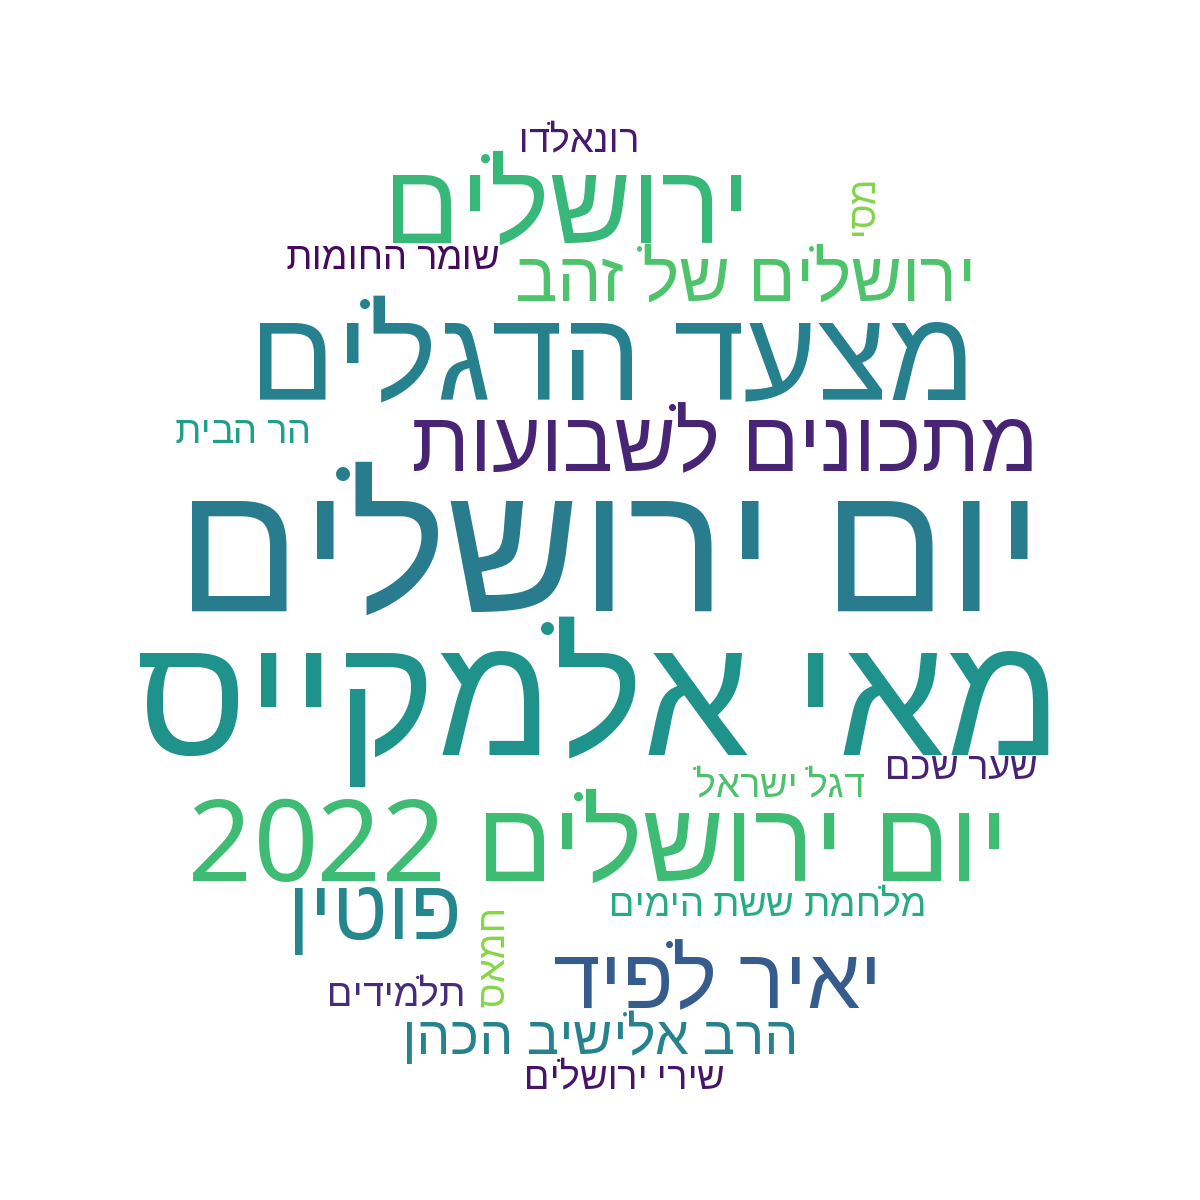 רונאלדו
ירושלים
מסי
שומר החומות
ירושלים של זהב
מצעד הדגלים
הר הבית
מתכונים לשבועות
יום ירושלים
מאי אלמקייס
שער שכם
דגל ישראל
יום ירושלים 2022
פוטין
מלחמת ששת הימים
חמאס
יאיר לפיד
תלמידים
הרב אלישיב הכהן
שירי ירושלים